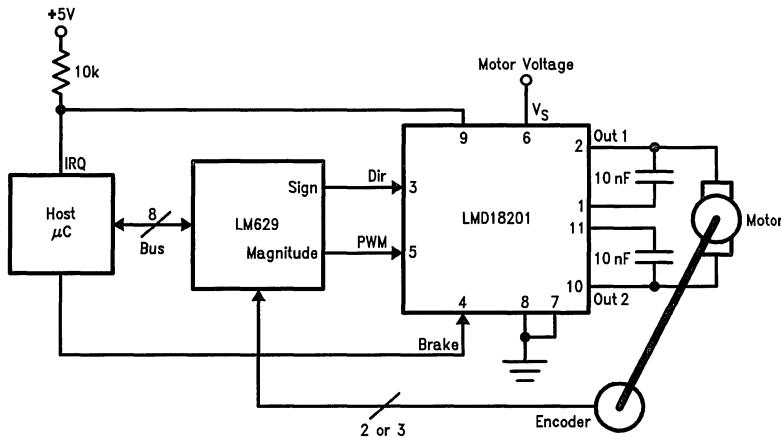 +5V
10k
Motor Voltage
VS
9
6
Out 1
2
IRQ
Host
µC
8
Bus
LM629
Sign
Dir
3
LMD18201
10 nF
1
Motor
Magnitude
PWM
5
11
10 nF
10
4
8
7
Out 2
Brake
Encoder
2 or 3